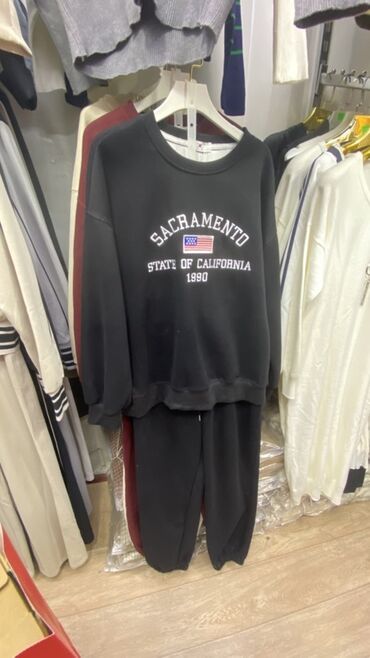 SACRAMENTO
STATE OF CALIFORNIA
1990